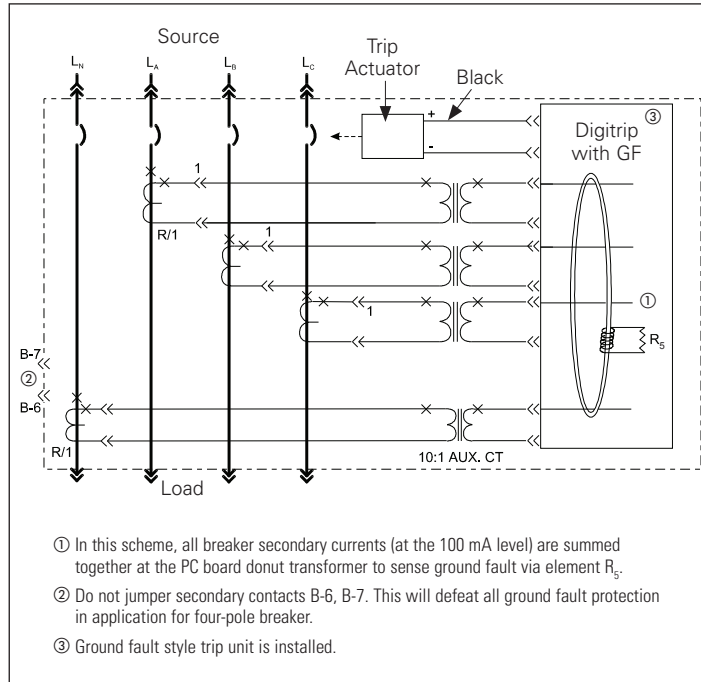 Source
LN LA LB LC
Trip
Actuator
Black
+
-
③
Digitrip
with GF
1
R/1
1
1
①
R5
B-7
②
B-6
R/1
10:1 AUX. CT
Load
① In this scheme, all breaker secondary currents (at the 100 mA level) are summed
together at the PC board donut transformer to sense ground fault via element R5.
② Do not jumper secondary contacts B-6, B-7. This will defeat all ground fault protection
in application for four-pole breaker.
③ Ground fault style trip unit is installed.